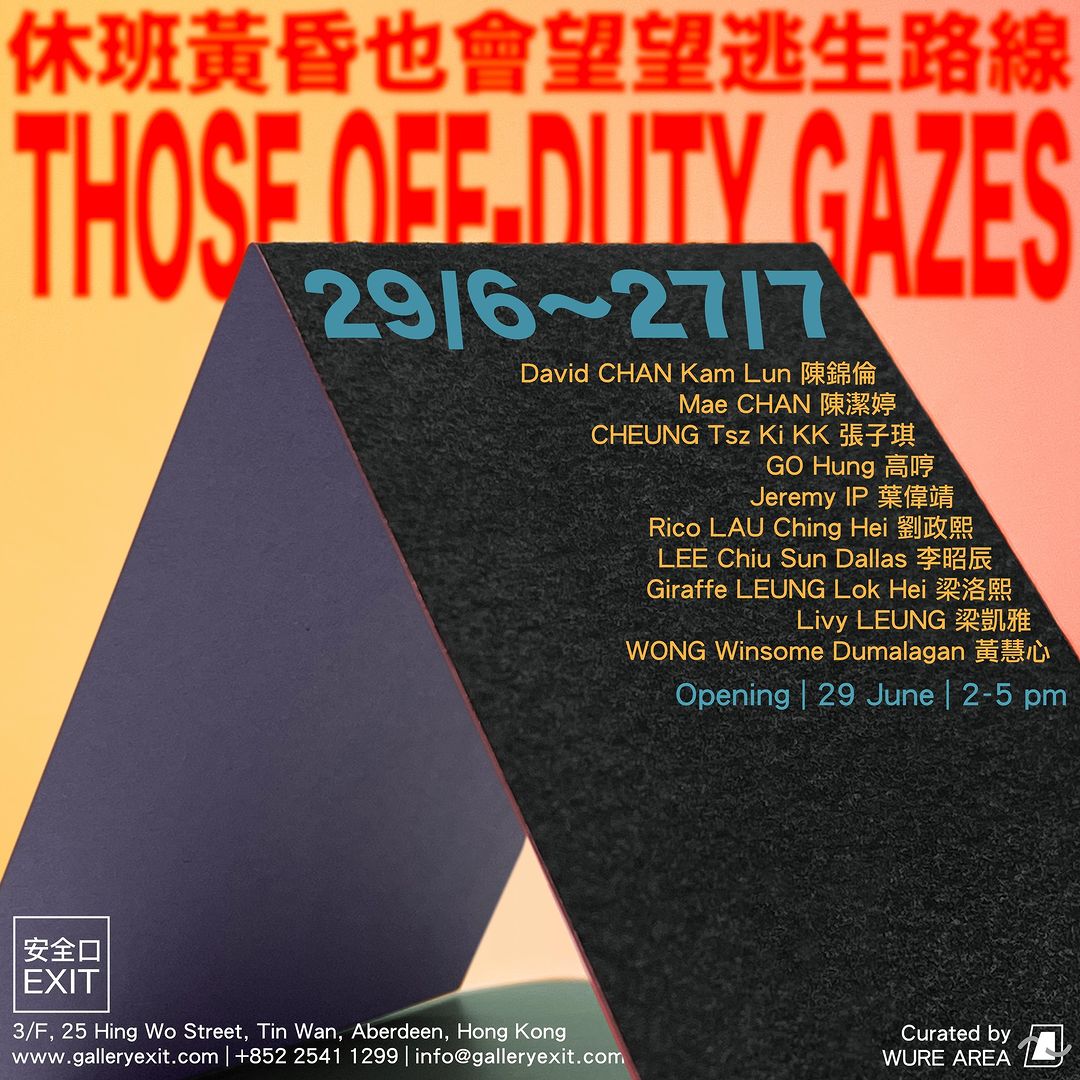 休班黃昏也會望望逃生路線
THOSE OFF-DUTY GAZES
29/6~27/7
David CHAN Kam Lun 陳錦倫
Mae CHAN 陳潔婷
CHEUNG Tsz Ki KK 張子琪
GO Hung 高哼
Jeremy IP 葉偉靖
Rico LAU Ching Hei 劉政熙
LEE Chiu Sun Dallas 李昭辰
Giraffe LEUNG Lok Hei 梁洛熙
Livy LEUNG 梁凱雅
WONG Winsome Dumalagan 黃慧心
Opening | 29 June | 2-5 pm
安全口
EXIT
3/F, 25 Hing Wo Street, Tin Wan, Aberdeen, Hong Kong
www.galleryexit.com | +852 2541 1299 | info@galleryexit.com
Curated by
WURE AREA